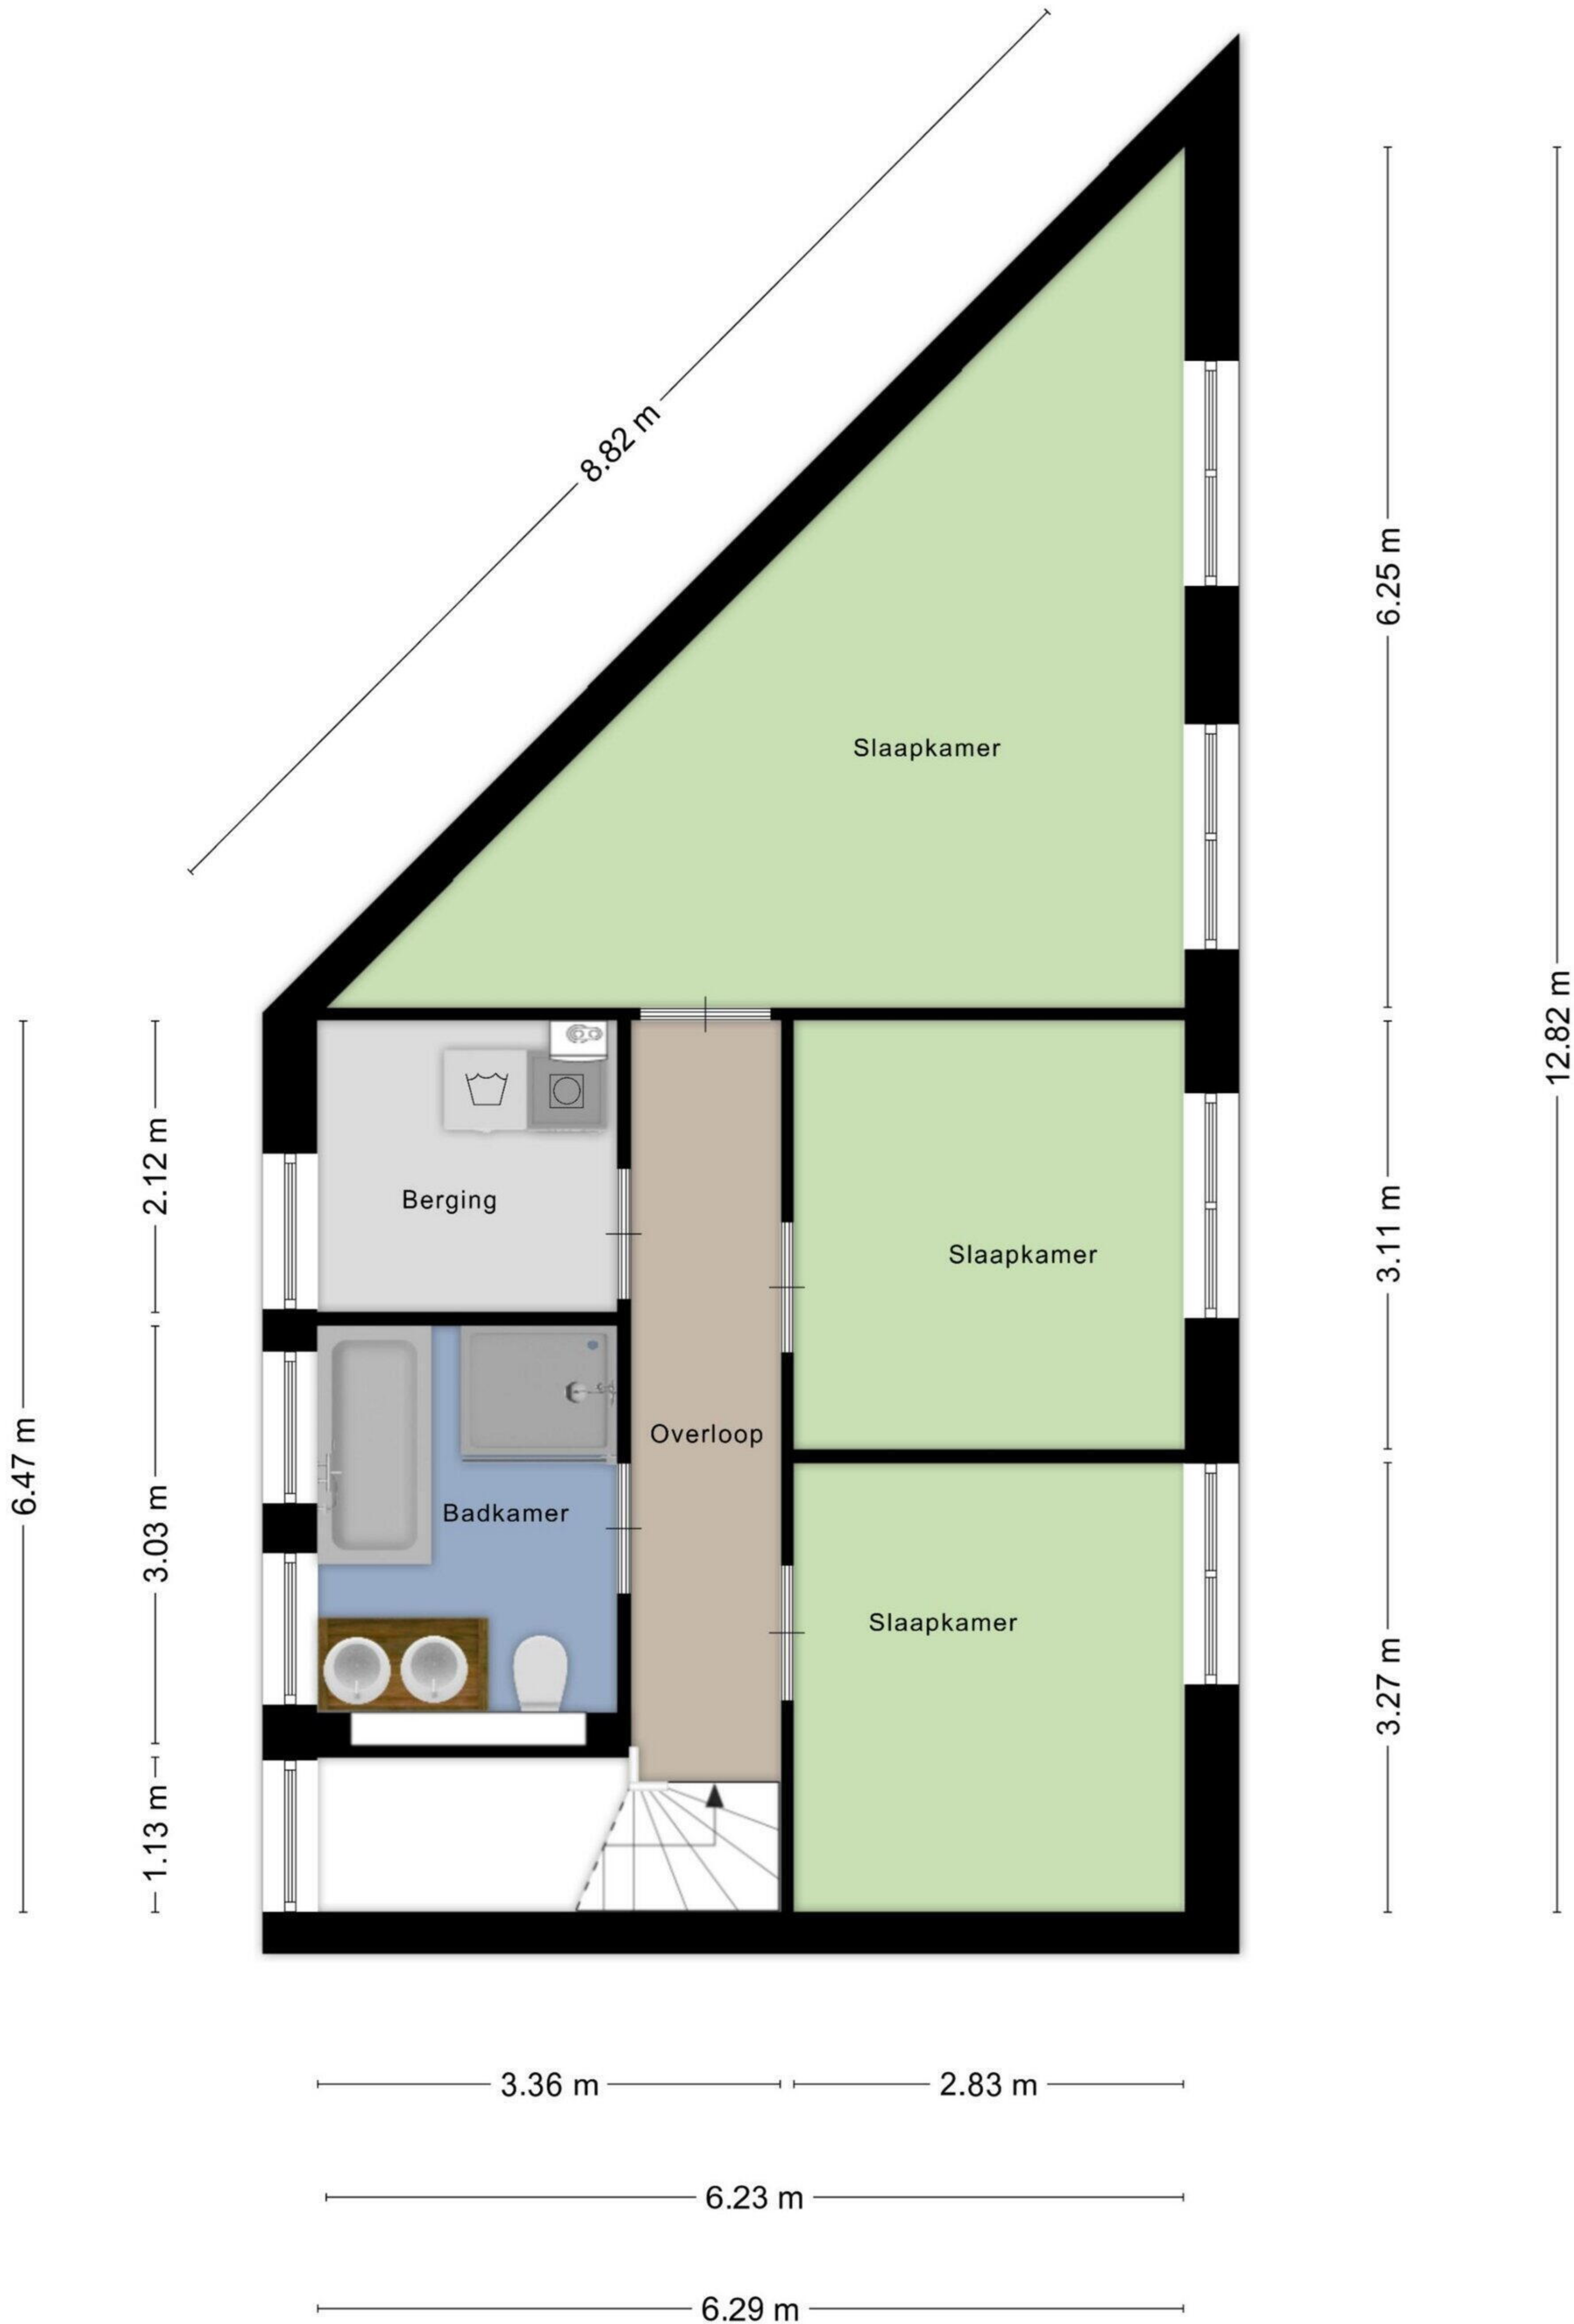 8.82 m
Slaapkamer
6.25 m
12.82 m
2.12 m
Berging
Slaapkamer
3.11 m
6.47 m
Overloop
Badkamer
3.03 m
Slaapkamer
3.27 m
1.13 m
3.36 m
2.83 m
6.23 m
6.29 m